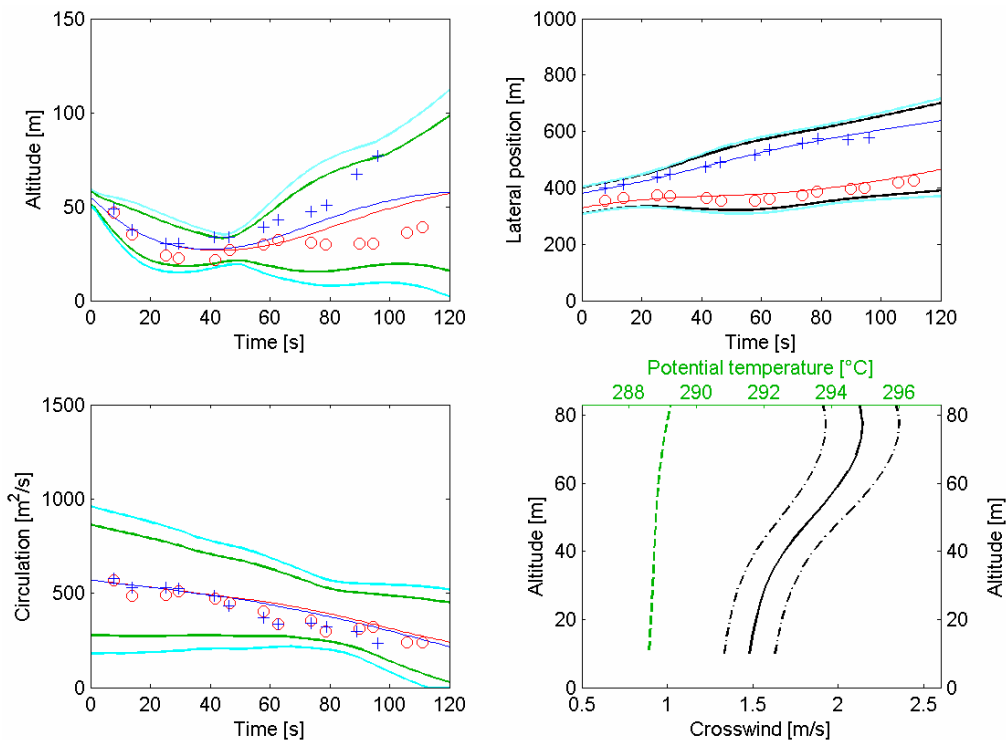 150
100
50
0
Altitude [m]
0 20 40 60 80 100 120
Time [s]
1000
800
600
400
200
0
Lateral position [m]
0 20 40 60 80 100 120
Time [s]
1500
1000
500
0
Circulation [m²/s]
0 20 40 60 80 100 120
Time [s]
Potential temperature [°C]
288 290 292 294 296
80
60
40
20
0
Altitude [m]
80
60
40
20
0
Altitude [m]
0.5 1 1.5 2 2.5
Crosswind [m/s]